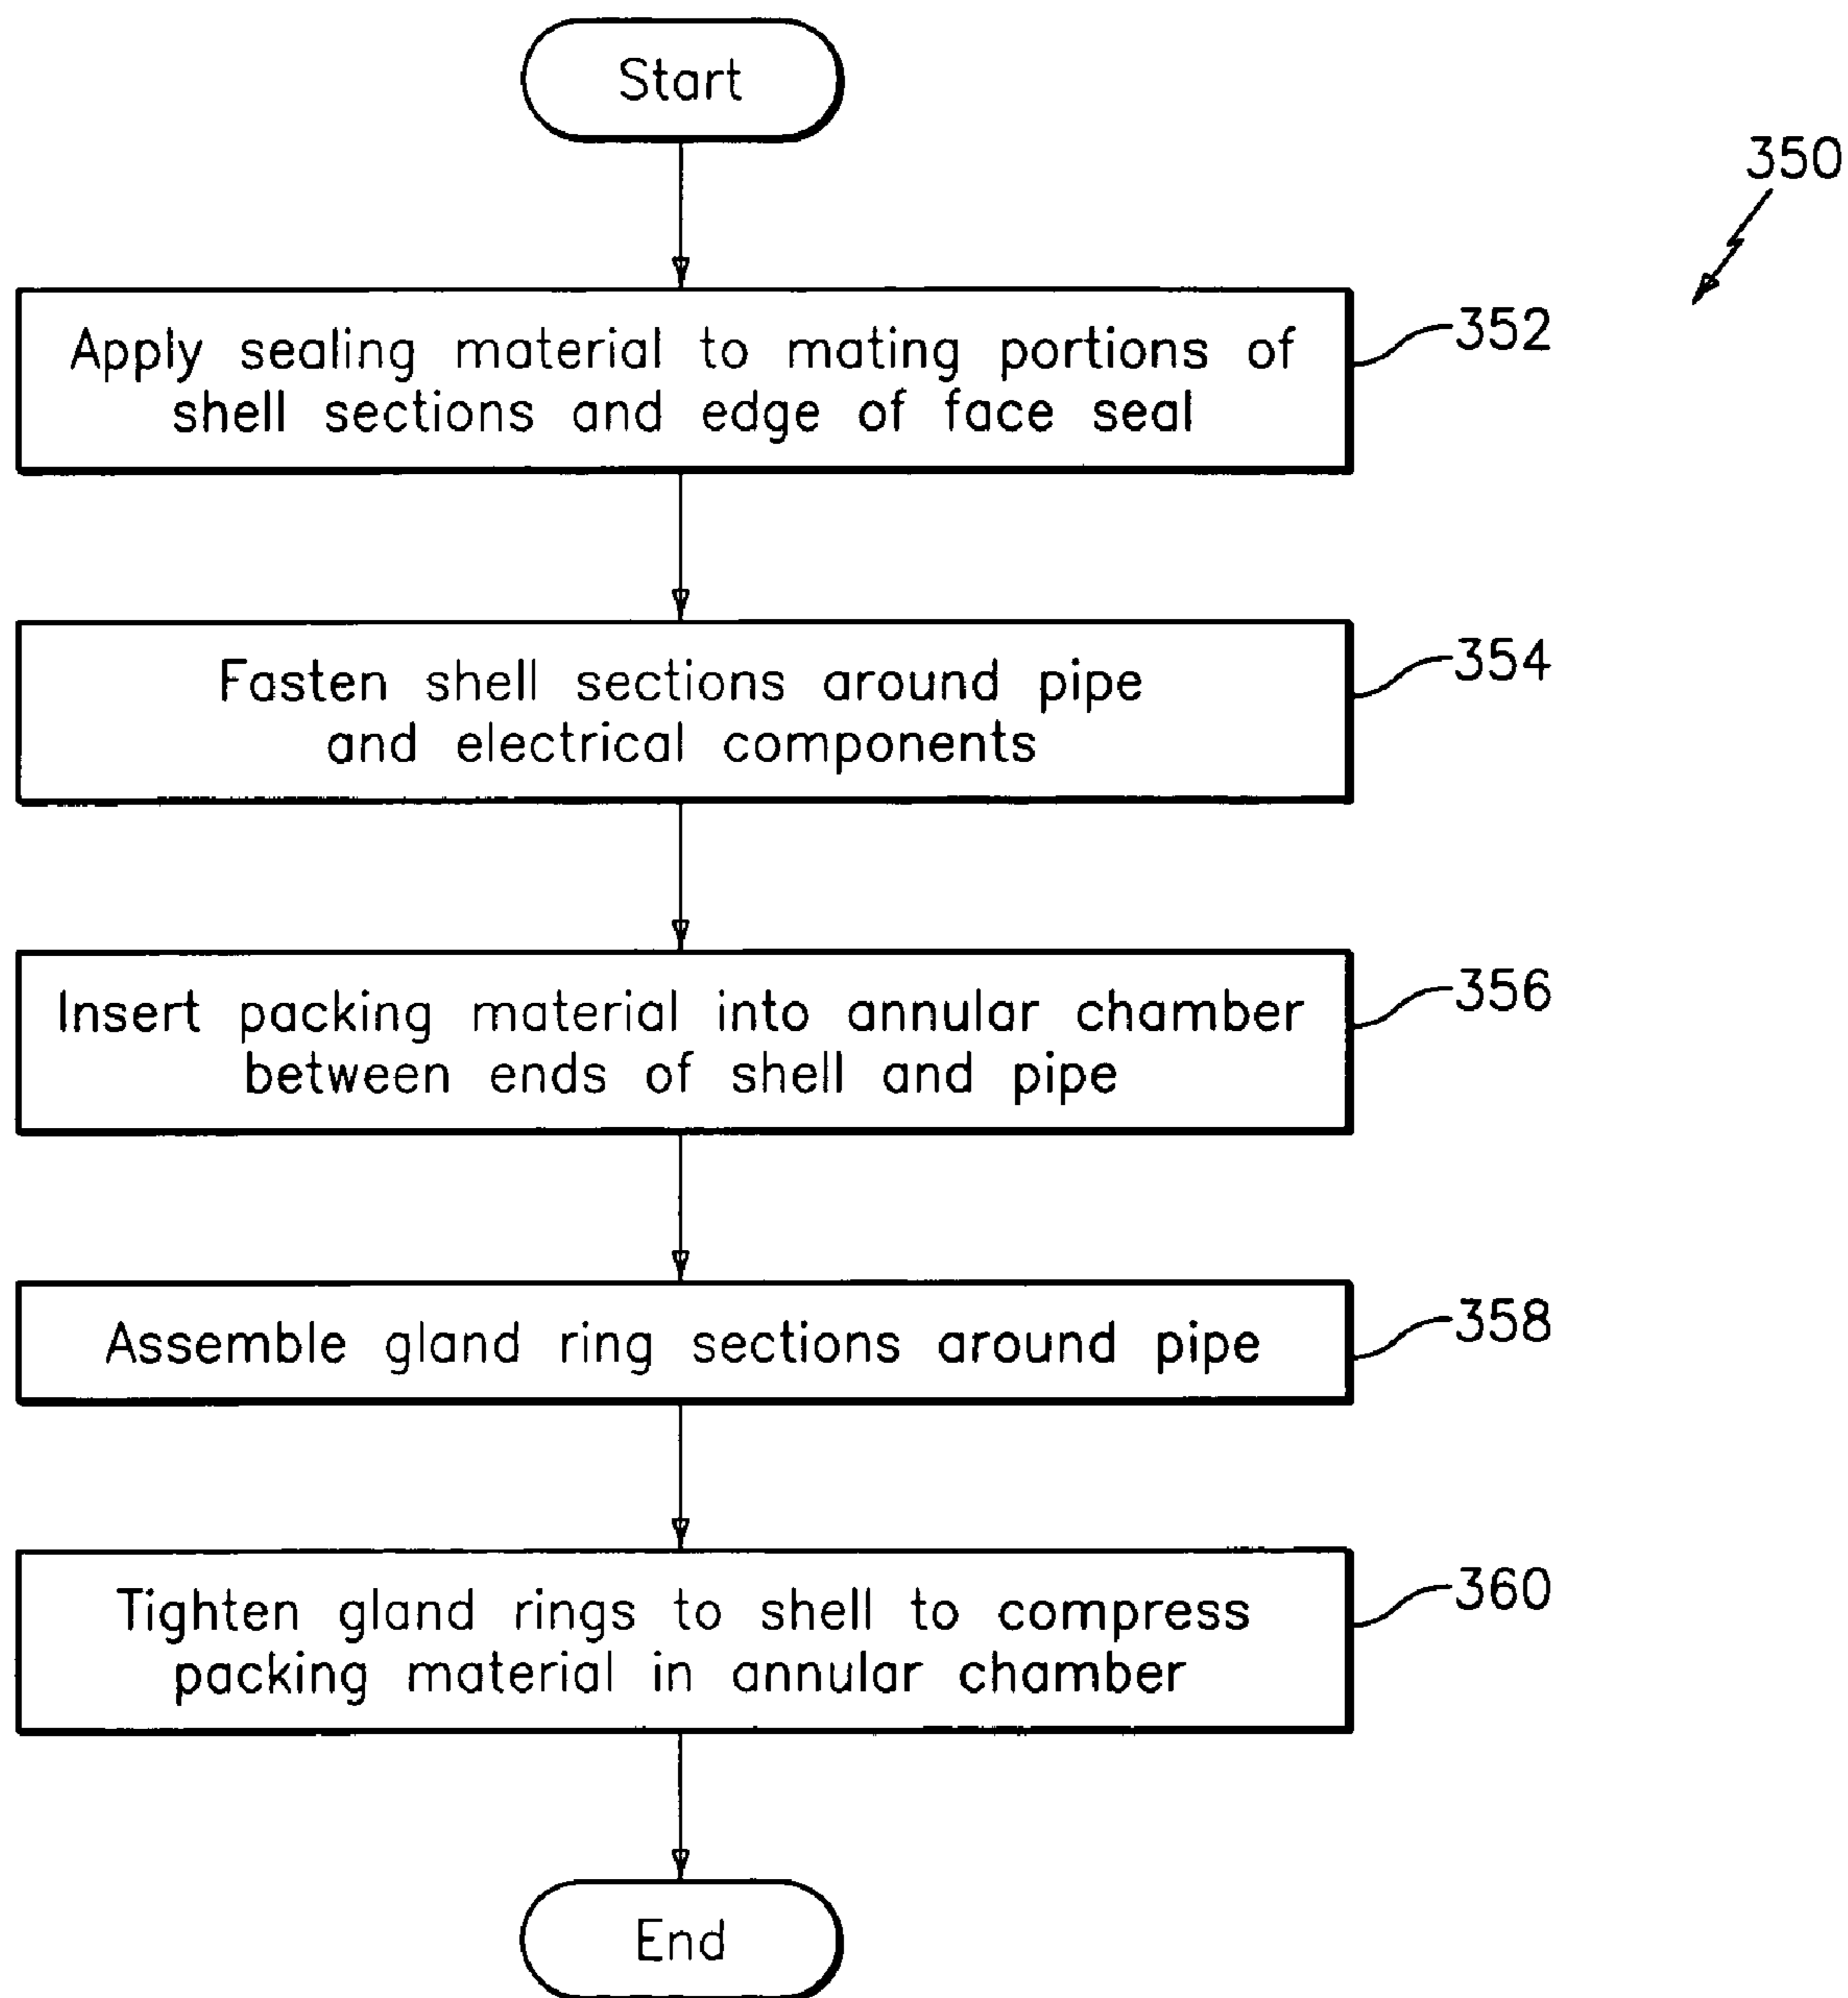 Start
350
Apply sealing material to mating portions of
shell sections and edge of face seal
352
Fasten shell sections around pipe
and electrical components
354
Insert packing material into annular chamber
between ends of shell and pipe
356
Assemble gland ring sections around pipe
358
Tighten gland rings to shell to compress
packing material in annular chamber
360
End